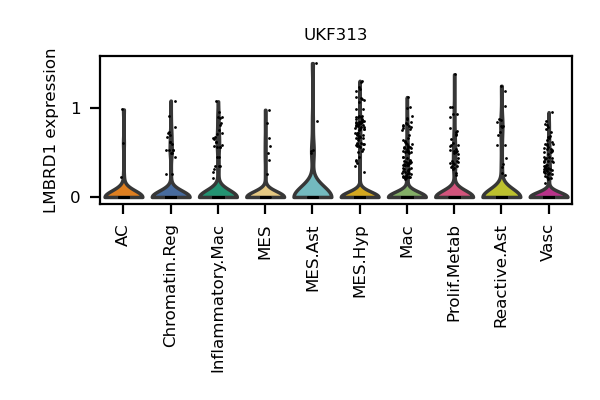 UKF313
LMBRD1 expression
1
0
AC
Chromatin.Reg
Inflammatory.Mac
MES
MES.Ast
MES.Hyp
Mac
Prolif.Metab
Reactive.Ast
Vasc